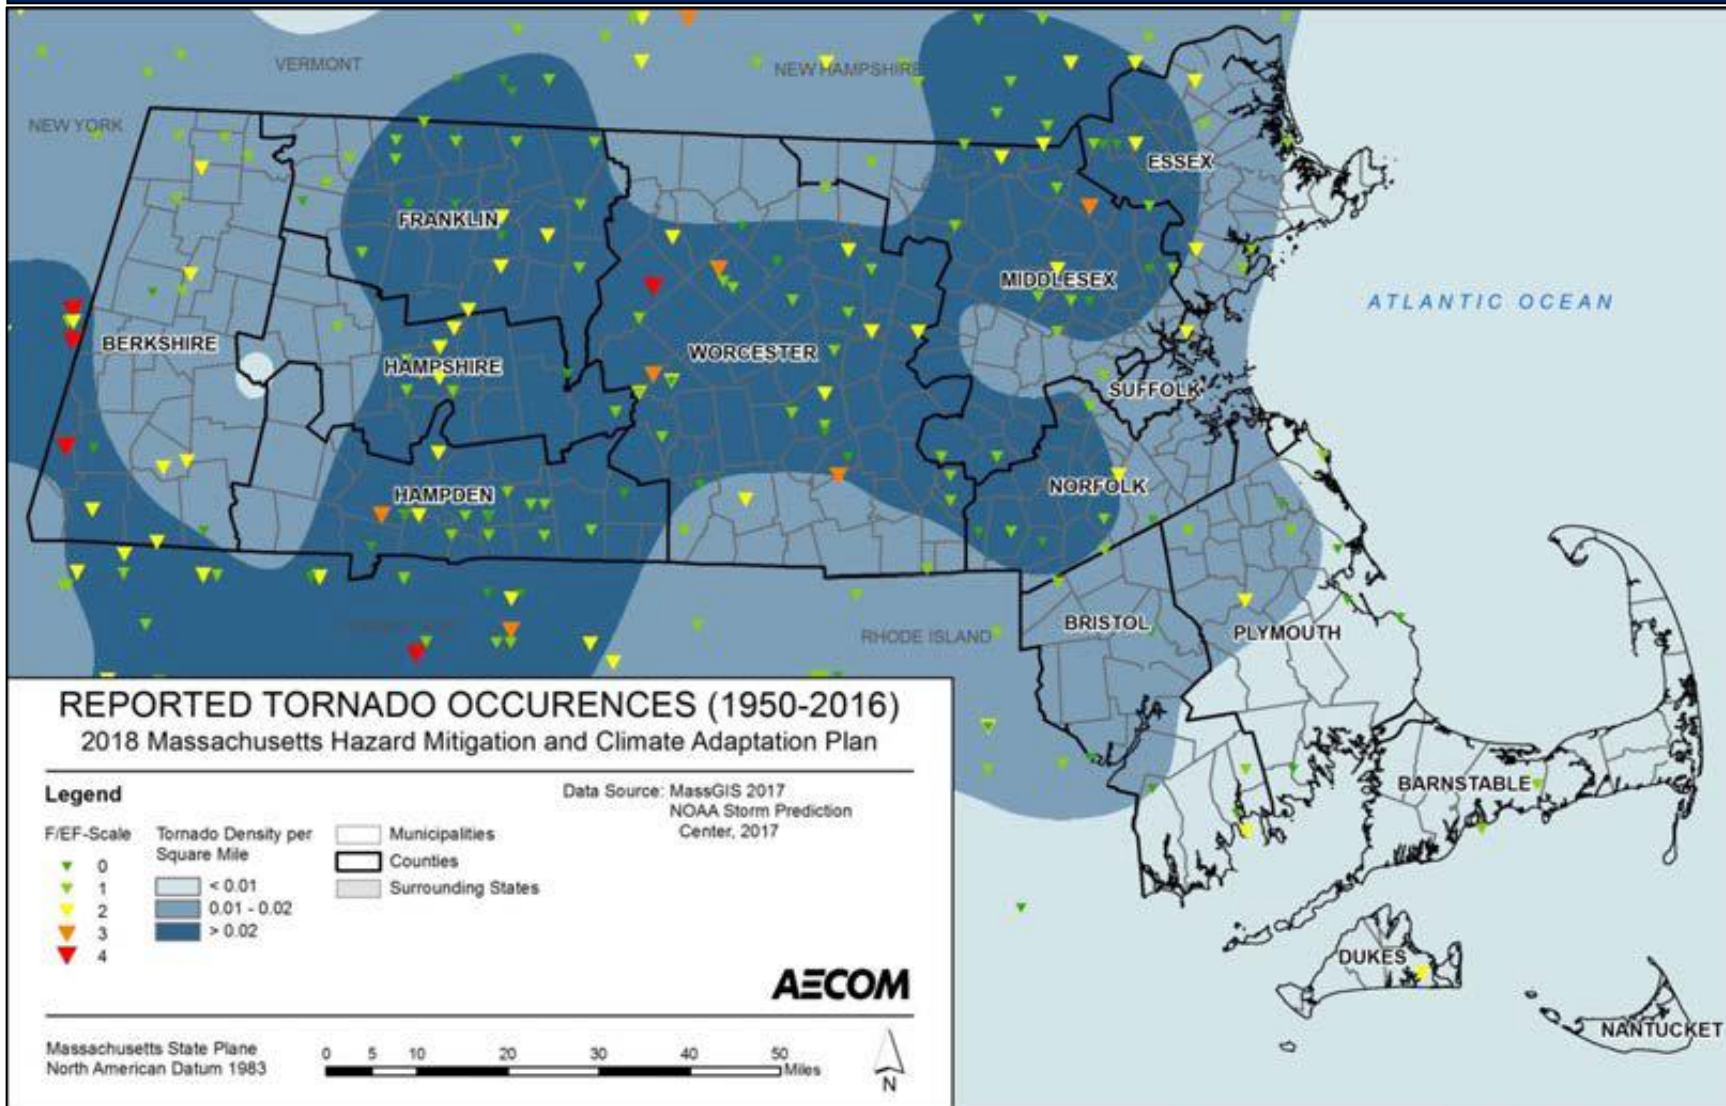 VERMONT
NEW HAMPSHIRE
NEW YORK
ESSEX
FRANKLIN
MIDDLESEX
ATLANTIC OCEAN
BERKSHIRE
WORCESTER
HAMPSHIRE
SUFFOLK
NORFOLK
HAMPDEN
BRISTOL
PLYMOUTH
RHODE ISLAND
BARNSTABLE
DUKES
NANTUCKET
REPORTED TORNADO OCCURENCES (1950-2016)
2018 Massachusetts Hazard Mitigation and Climate Adaptation Plan
Legend
F/EF-Scale
0
1
2
3
4
Tornado Density per
Square Mile
< 0.01
0.01 - 0.02
> 0.02
Municipalities
Counties
Surrounding States
Data Source: MassGIS 2017
NOAA Storm Prediction
Center, 2017
AECOM
Massachusetts State Plane
North American Datum 1983
0 5 10 20 30 40 50
Miles
N